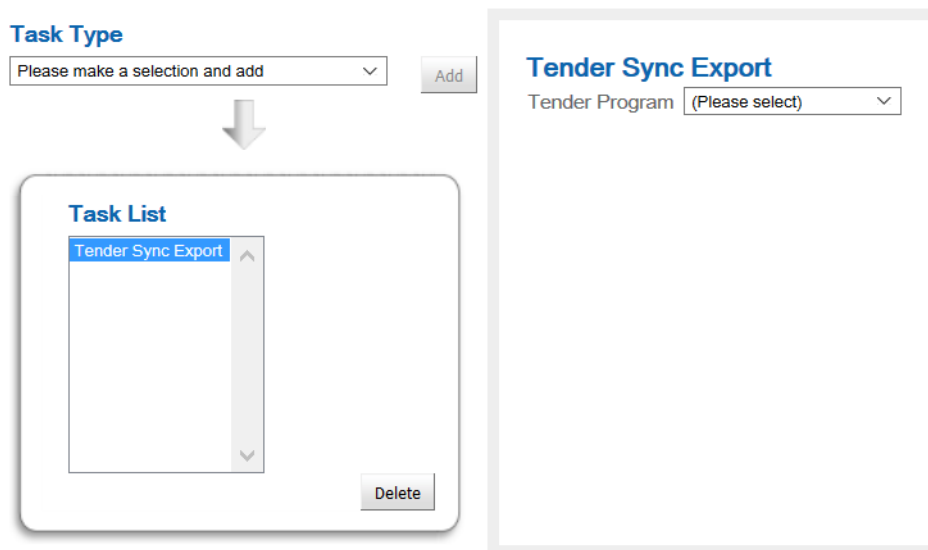 Task Type
Please make a selection and add
Add
Task List
Tender Sync Export
Delete
Tender Sync Export
Tender Program (Please select)